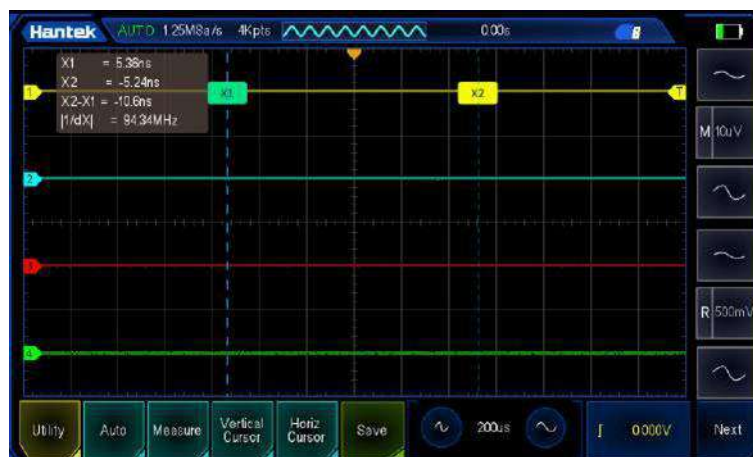 Hantek AUTO 1.25MSa/s 4Kpts 0.00s
X1 = 5.36ns
X2 = -5.24ns
X2-X1 = -10.6ns
|1/dX| = 94.34MHz
1 X1 X2 T
M 10uV
2
3
R 500mV
4
Utility Auto Measure Vertical Cursor Horiz Cursor Save 200us 0.000V Next